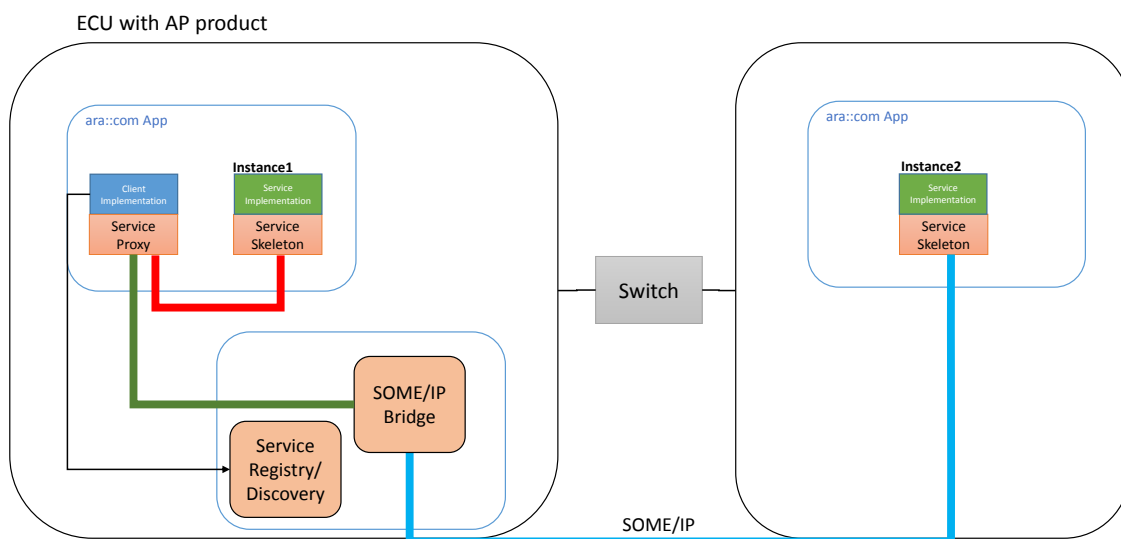 ECU with AP product
ara::com App
Client
Implementation
Service
Proxy
Instance1
Service
Implementation
Service
Skeleton
SOME/IP
Bridge
Service
Registry/
Discovery
Switch
SOME/IP
ara::com App
Instance2
Service
Implementation
Service
Skeleton